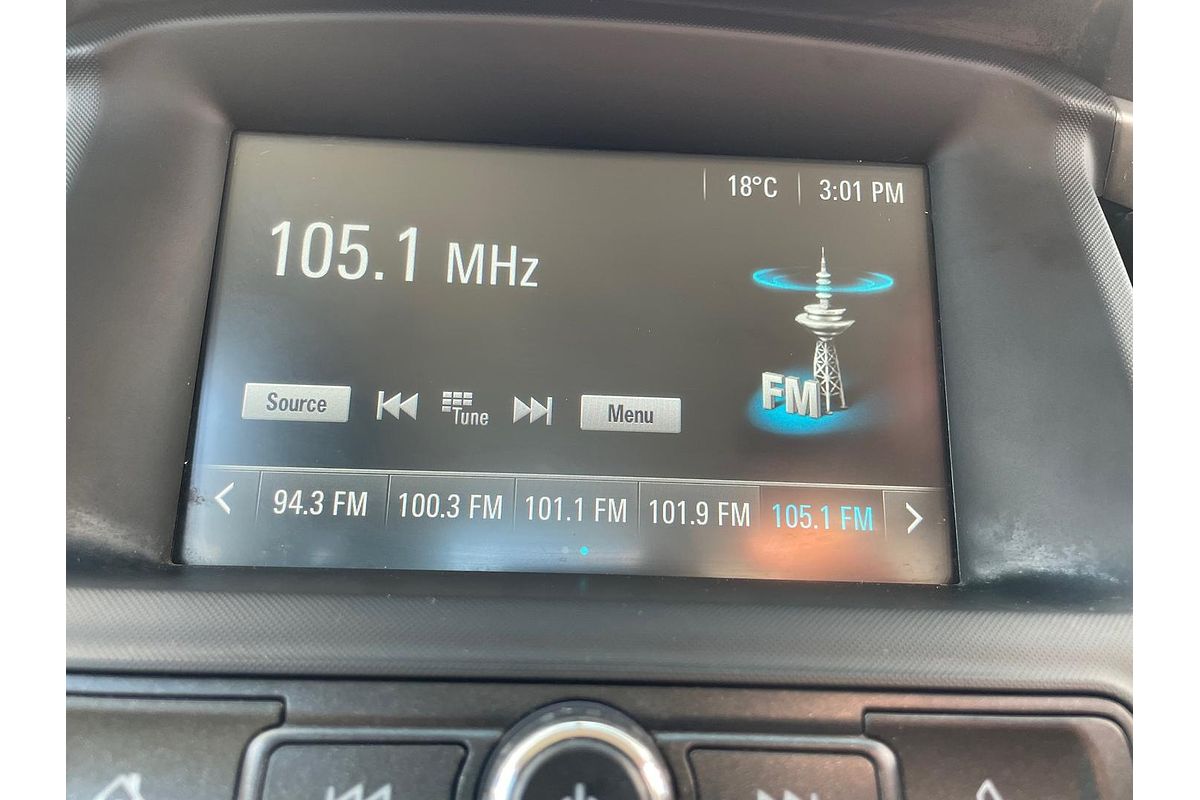 18°C 3:01 PM
105.1 MHz
FM
Source Tune Menu
94.3 FM 100.3 FM 101.1 FM 101.9 FM 105.1 FM